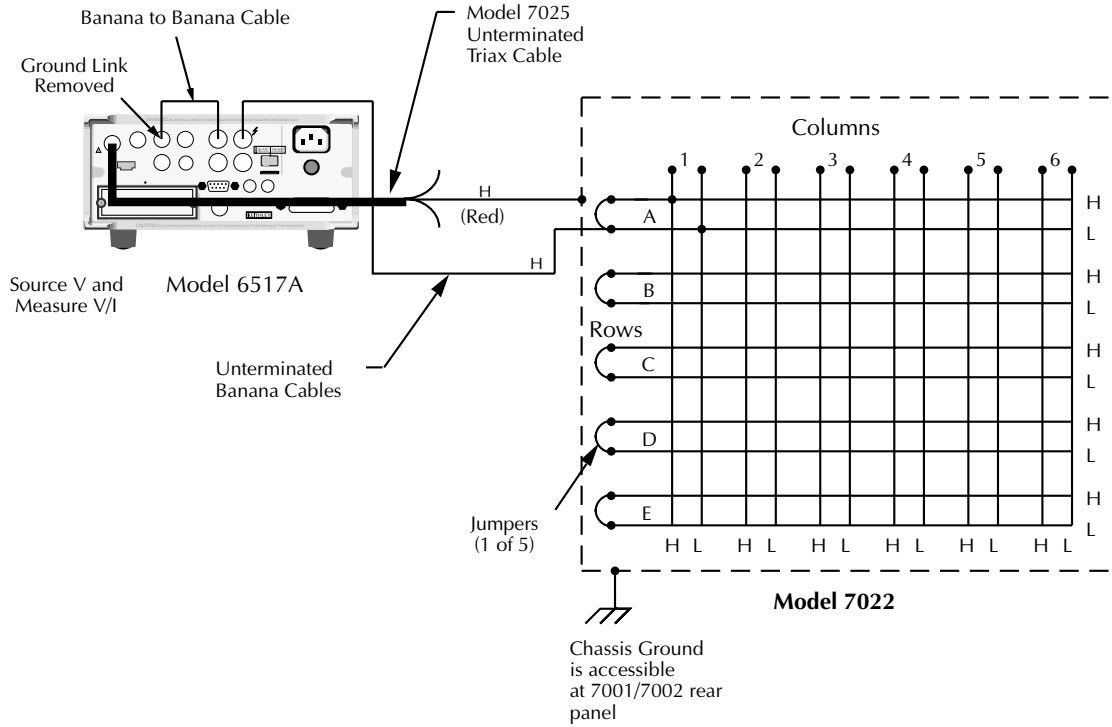 Banana to Banana Cable
Model 7025
Unterminated
Triax Cable
Ground Link
Removed
Columns
1 2 3 4 5 6
H
(Red)
A
H
L
H
B
H
L
Source V and
Measure V/I
Model 6517A
Rows
C
H
L
Unterminated
Banana Cables
D
H
L
E
H
L
Jumpers
(1 of 5)
H L H L H L H L H L H L
Model 7022
Chassis Ground
is accessible
at 7001/7002 rear
panel